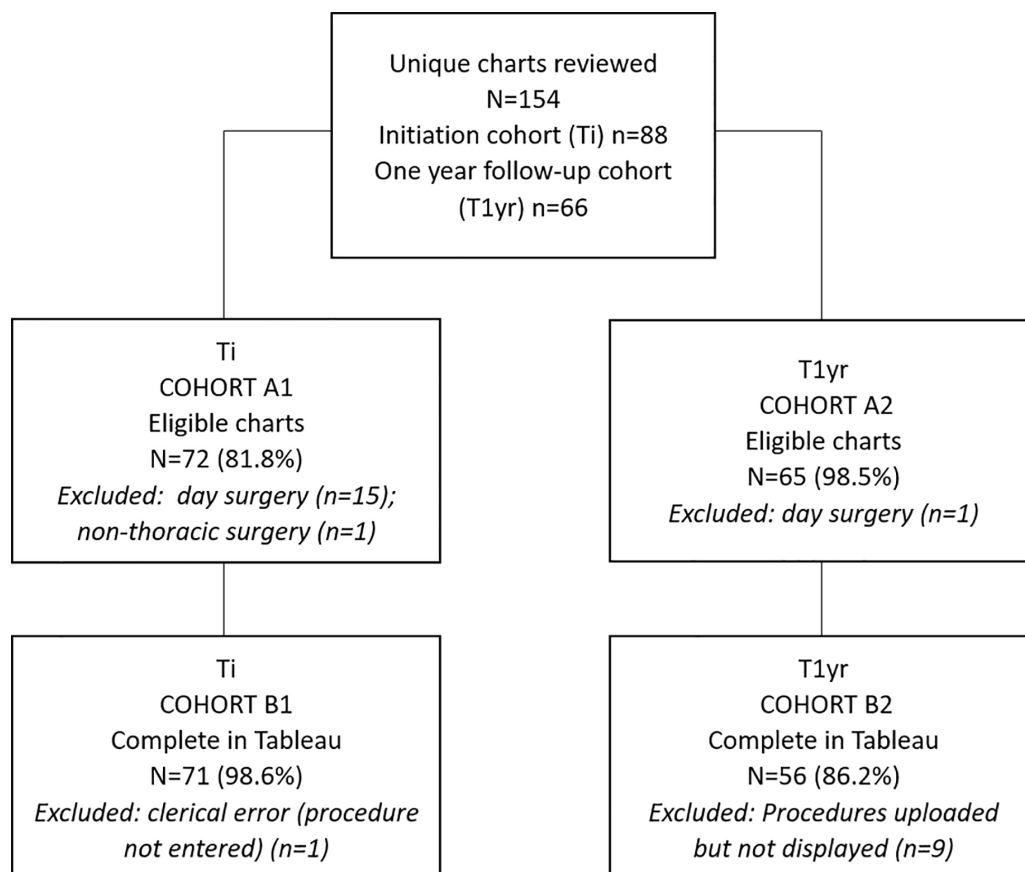 Unique charts reviewed
N=154
Initiation cohort (Ti) n=88
One year follow-up cohort
(T1yr) n=66
Ti
COHORT A1
Eligible charts
N=72 (81.8%)
Excluded:  day surgery (n=15);
non-thoracic surgery (n=1)
T1yr
COHORT A2
Eligible charts
N=65 (98.5%)
Excluded: day surgery (n=1)
Ti
COHORT B1
Complete in Tableau
N=71 (98.6%)
Excluded: clerical error (procedure
not entered) (n=1)
T1yr
COHORT B2
Complete in Tableau
N=56 (86.2%)
Excluded: Procedures uploaded
but not displayed (n=9)